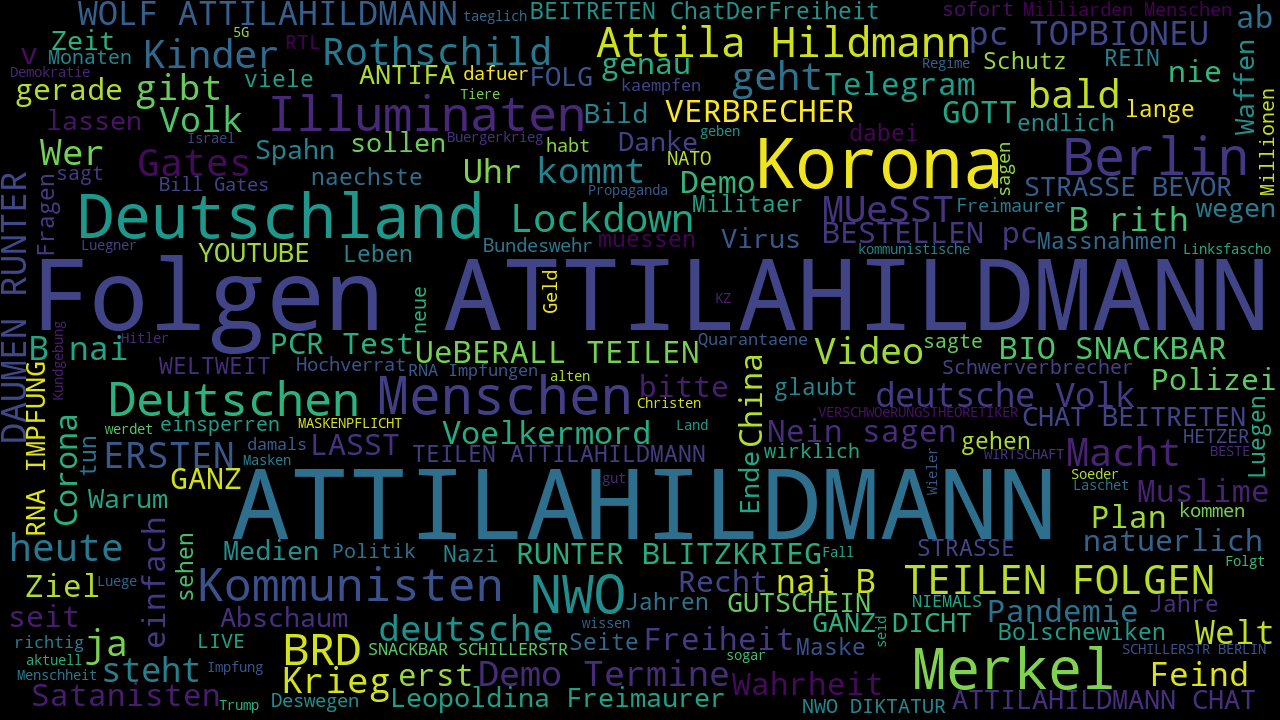 WOLF ATTILAHILDMANN
taeglich
BEITRETEN ChatDerFreiheit
sofort
Milliarden Menschen
ab
5G
Zeit
v
Monaten
Kinder
RTL
Rothschild
Attila Hildmann
pc TOPBIONEU
Demokratie
gerade
gibt
viele
ANTIFA
dafuer
FOLG
genau
kaempfen
geht
Telegram
Regime
Schutz
REIN
nie
Waffen
Tiere
lassen
Volk
Illuminaten
Bild
VERBRECHER
GOTT
bald
lange
endlich
Millionen
Israel
Buergerkrieg
geben
dabei
Wer
sagt
Gates
Spahn
sollen
habt
Danke
NATO
Korona
sagen
Berlin
Bill Gates
naechste
Uhr
kommt
Propaganda
Demo
Militaer
STRASSE BEVOR
DAUMEN RUNTER
Fragen
Deutschland
Lockdown
MUeSST
Freimaurer
B rith
wegen
Luegner
YOUTUBE
Leben
Bundeswehr
muessen
Virus
BESTELLEN pc
Massnahmen
kommunistische
Linksfascho
Folgen ATTILAHILDMANN
neue
Geld
KZ
Kundgebung
Hitler
B nai
PCR Test
UeBERALL TEILEN
Quarantaene
Video
sagte
BIO SNACKBAR
WELTWEIT
Hochverrat
RNA Impfungen
alten
Schwerverbrecher
RNA IMPFUNG
Deutschen
Menschen
bitte
China
glaubt
deutsche Volk
Polizei
Christen
VERSCHWOeRUNGSTHEORETIKER
CHAT BEITRETEN
Luegen
Corona
werdet
einsperren
MASKENPFLICHT
Voelkermord
Land
Nein sagen
gehen
HETZER
tun
ERSTEN
damals
LASST
TEILEN ATTILAHILDMANN
Ende
wirklich
WIRTSCHAFT
Macht
BESTE
Masken
GANZ
gut
Wieler
Soeder
Laschet
Muslime
Warum
ATTILAHILDMANN
Plan
kommen
heute
einfach
sehen
Medien
Politik
Nazi
RUNTER BLITZKRIEG
Fall
STRASSE
natuerlich
Folgt
Ziel
Luege
Kommunisten
NWO
Recht
nai B
TEILEN FOLGEN
seit
Abschaum
Jahren
GUTSCHEIN
NIEMALS
Pandemie
Jahre
richtig
ja
LIVE
deutsche
wissen
Seite
Freiheit
Maske
GANZ DICHT
seid
Bolschewiken
Welt
aktuell
BRD
SNACKBAR SCHILLERSTR
sogar
SCHILLERSTR BERLIN
Menschheit
steht
Impfung
Krieg
erst
Demo Termine
Wahrheit
Merkel
Feind
Satanisten
Trump
Deswegen
Leopoldina Freimaurer
NWO DIKTATUR
ATTILAHILDMANN CHAT